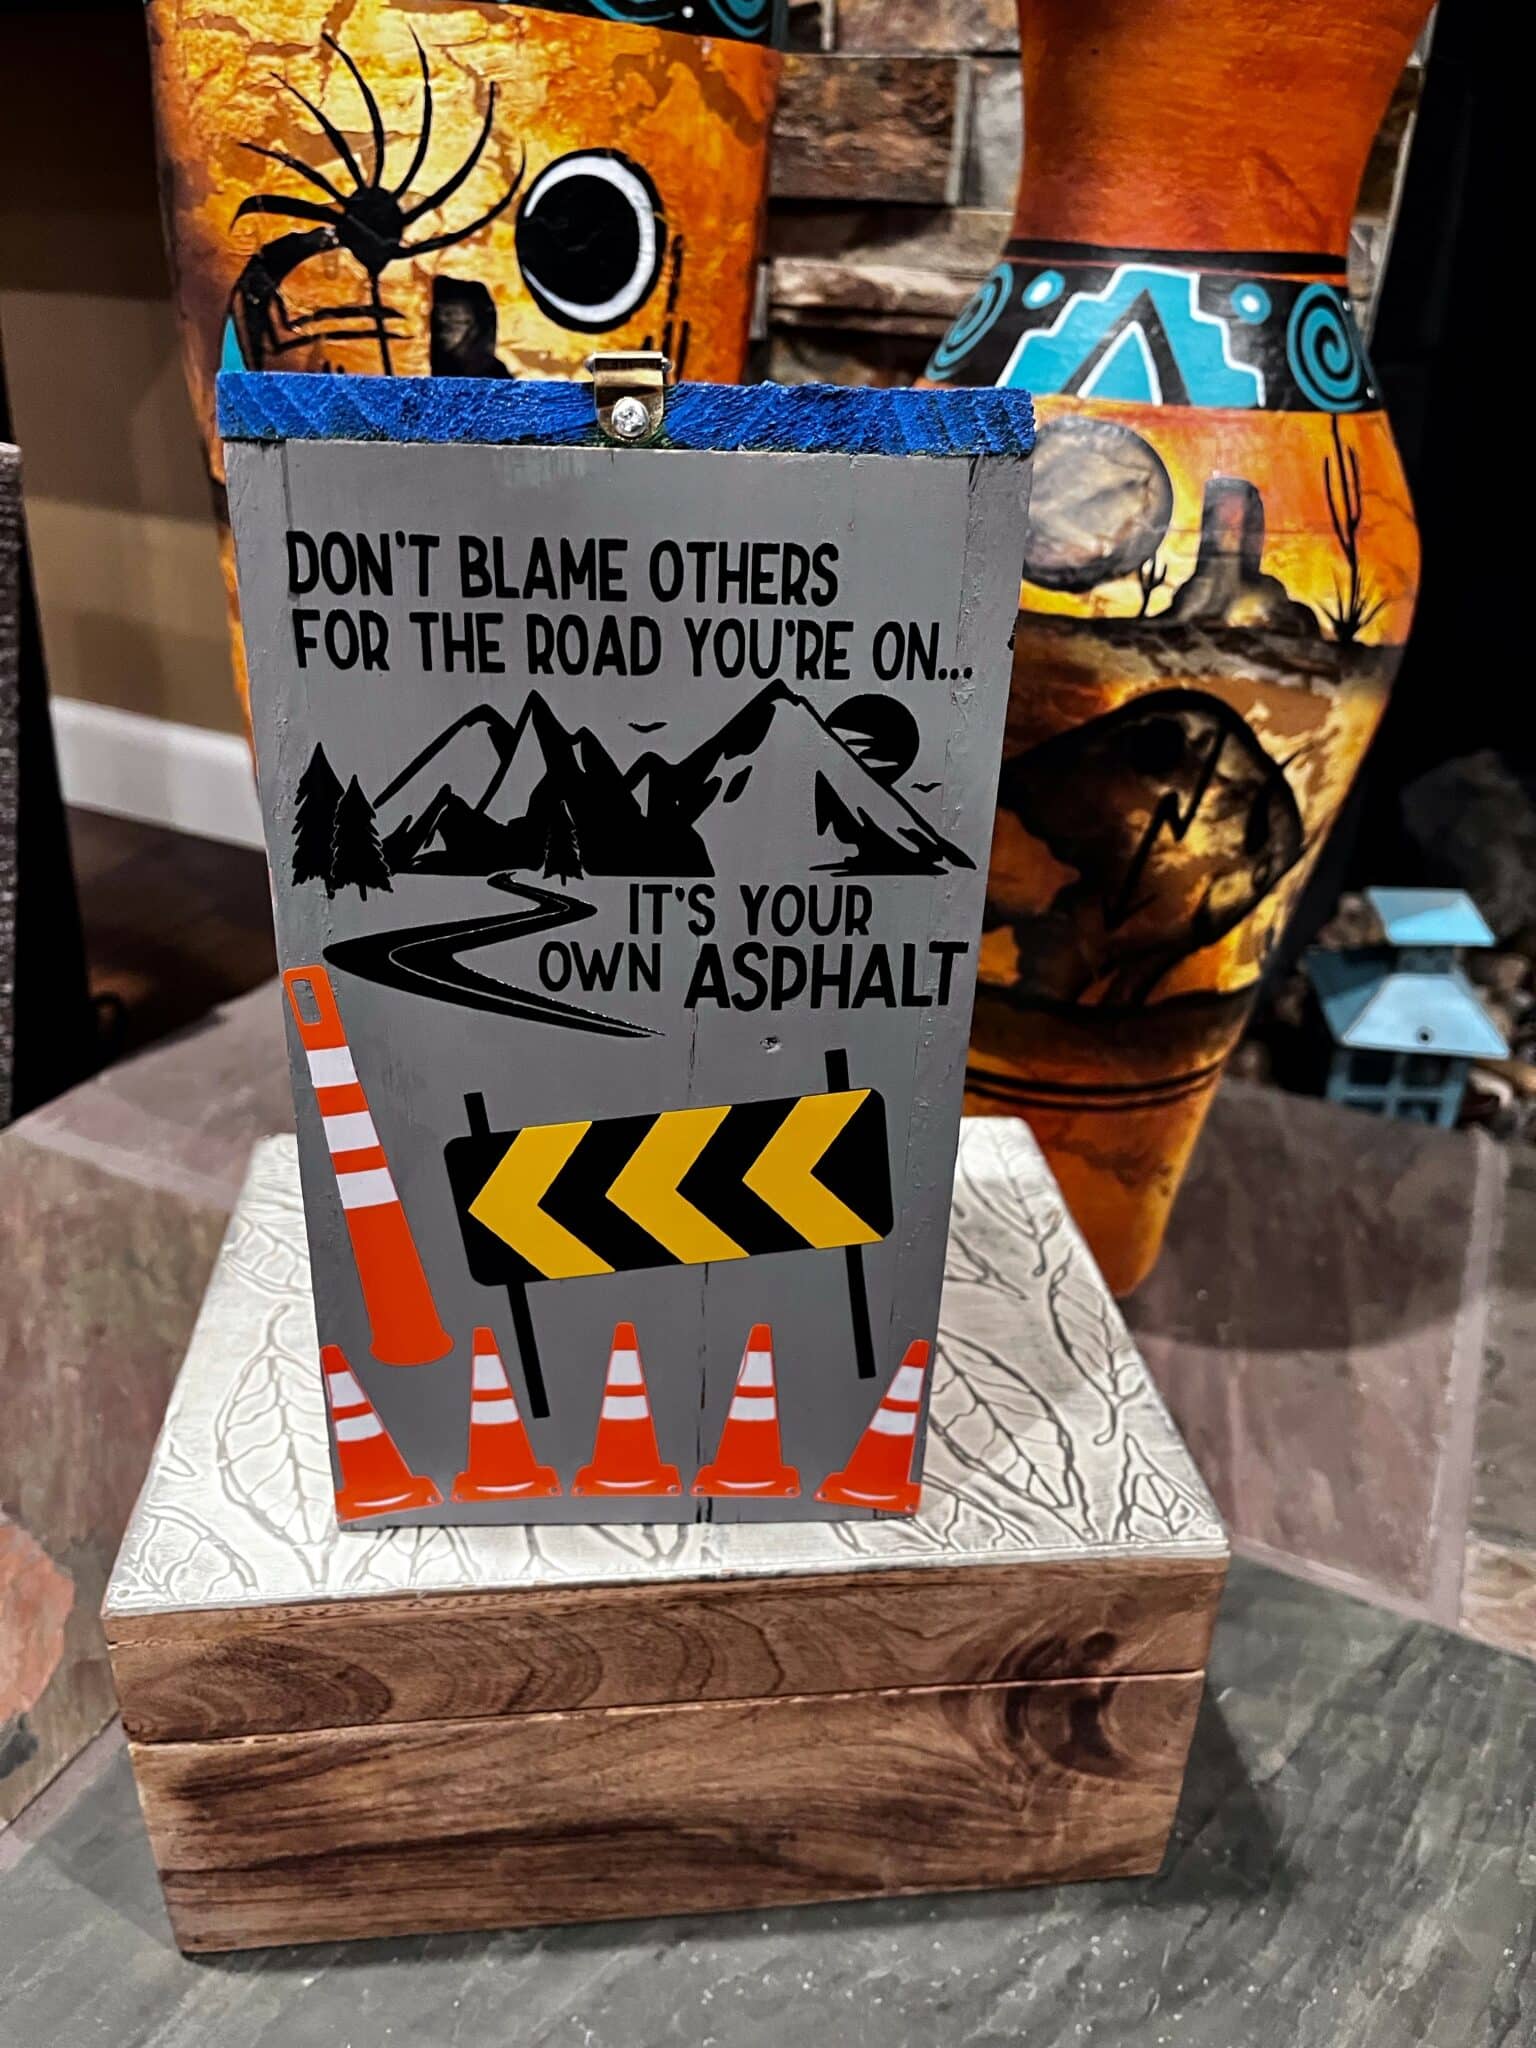 DON'T BLAME OTHERS
FOR THE ROAD YOU'RE ON...
IT'S YOUR
OWN ASPHALT